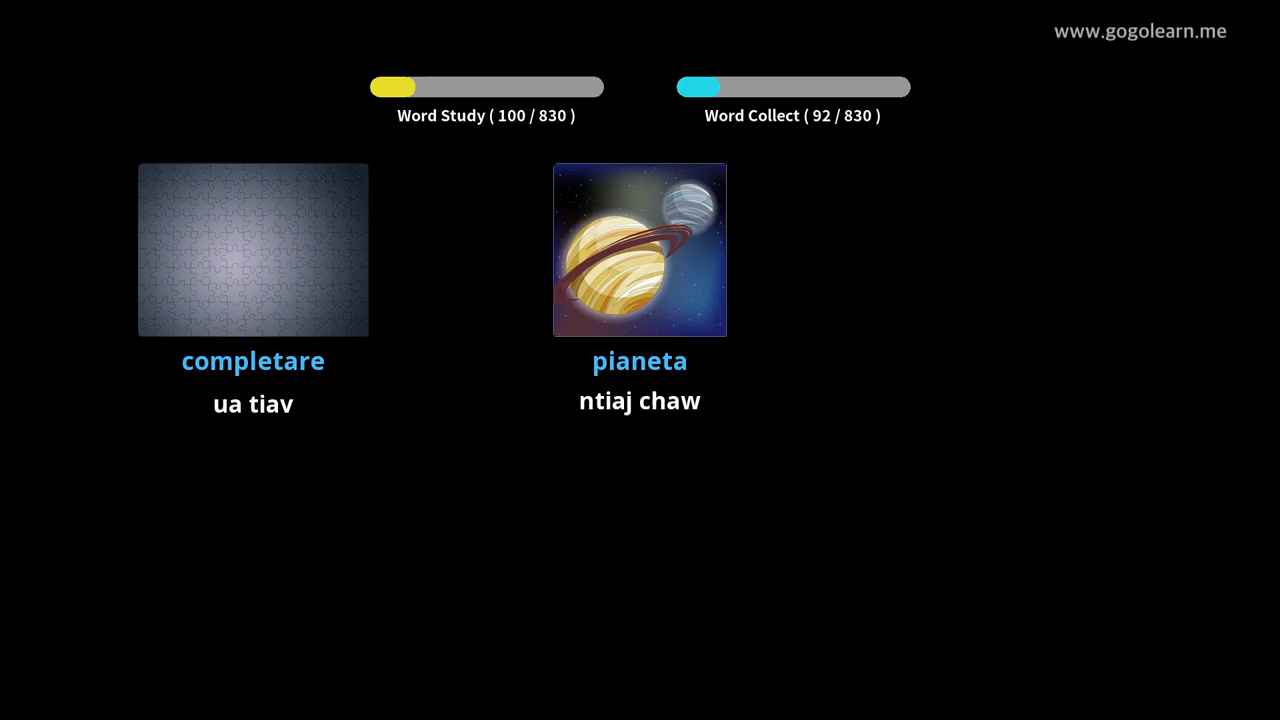 www.gogolearn.me
Word Study ( 100 / 830 )
Word Collect ( 92 / 830 )
completare
ua tiav
pianeta
ntiaj chaw